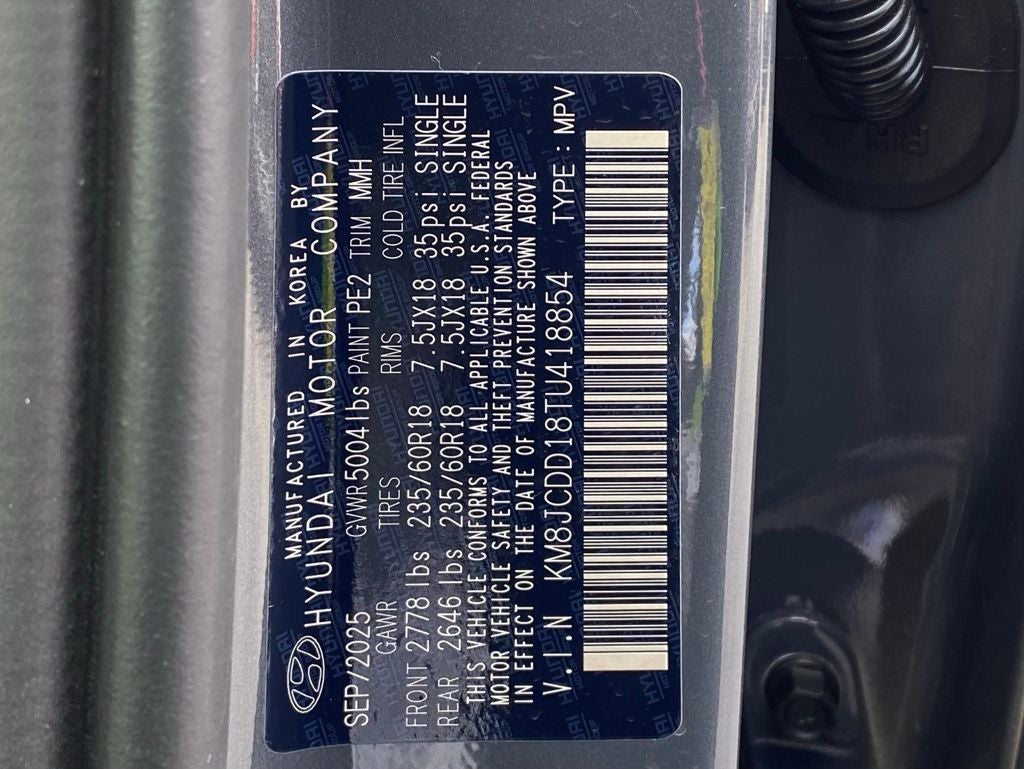 MANUFACTURED IN KOREA BY
HYUNDAI MOTOR COMPANY
SEP/2025 GVWR 5004 lbs PAINT PE2 TRIM MMH
GAWR TIRES RIMS COLD TIRE INFL
FRONT 2778 lbs 235/60R18 7.5JX18 35psi SINGLE
REAR 2646 lbs 235/60R18 7.5JX18 35psi SINGLE
THIS VEHICLE CONFORMS TO ALL APPLICABLE U.S.A. FEDERAL
MOTOR VEHICLE SAFETY AND THEFT PREVENTION STANDARDS
IN EFFECT ON THE DATE OF MANUFACTURE SHOWN ABOVE
V.I.N KM8JCDD18TU418854 TYPE : MPV
RH